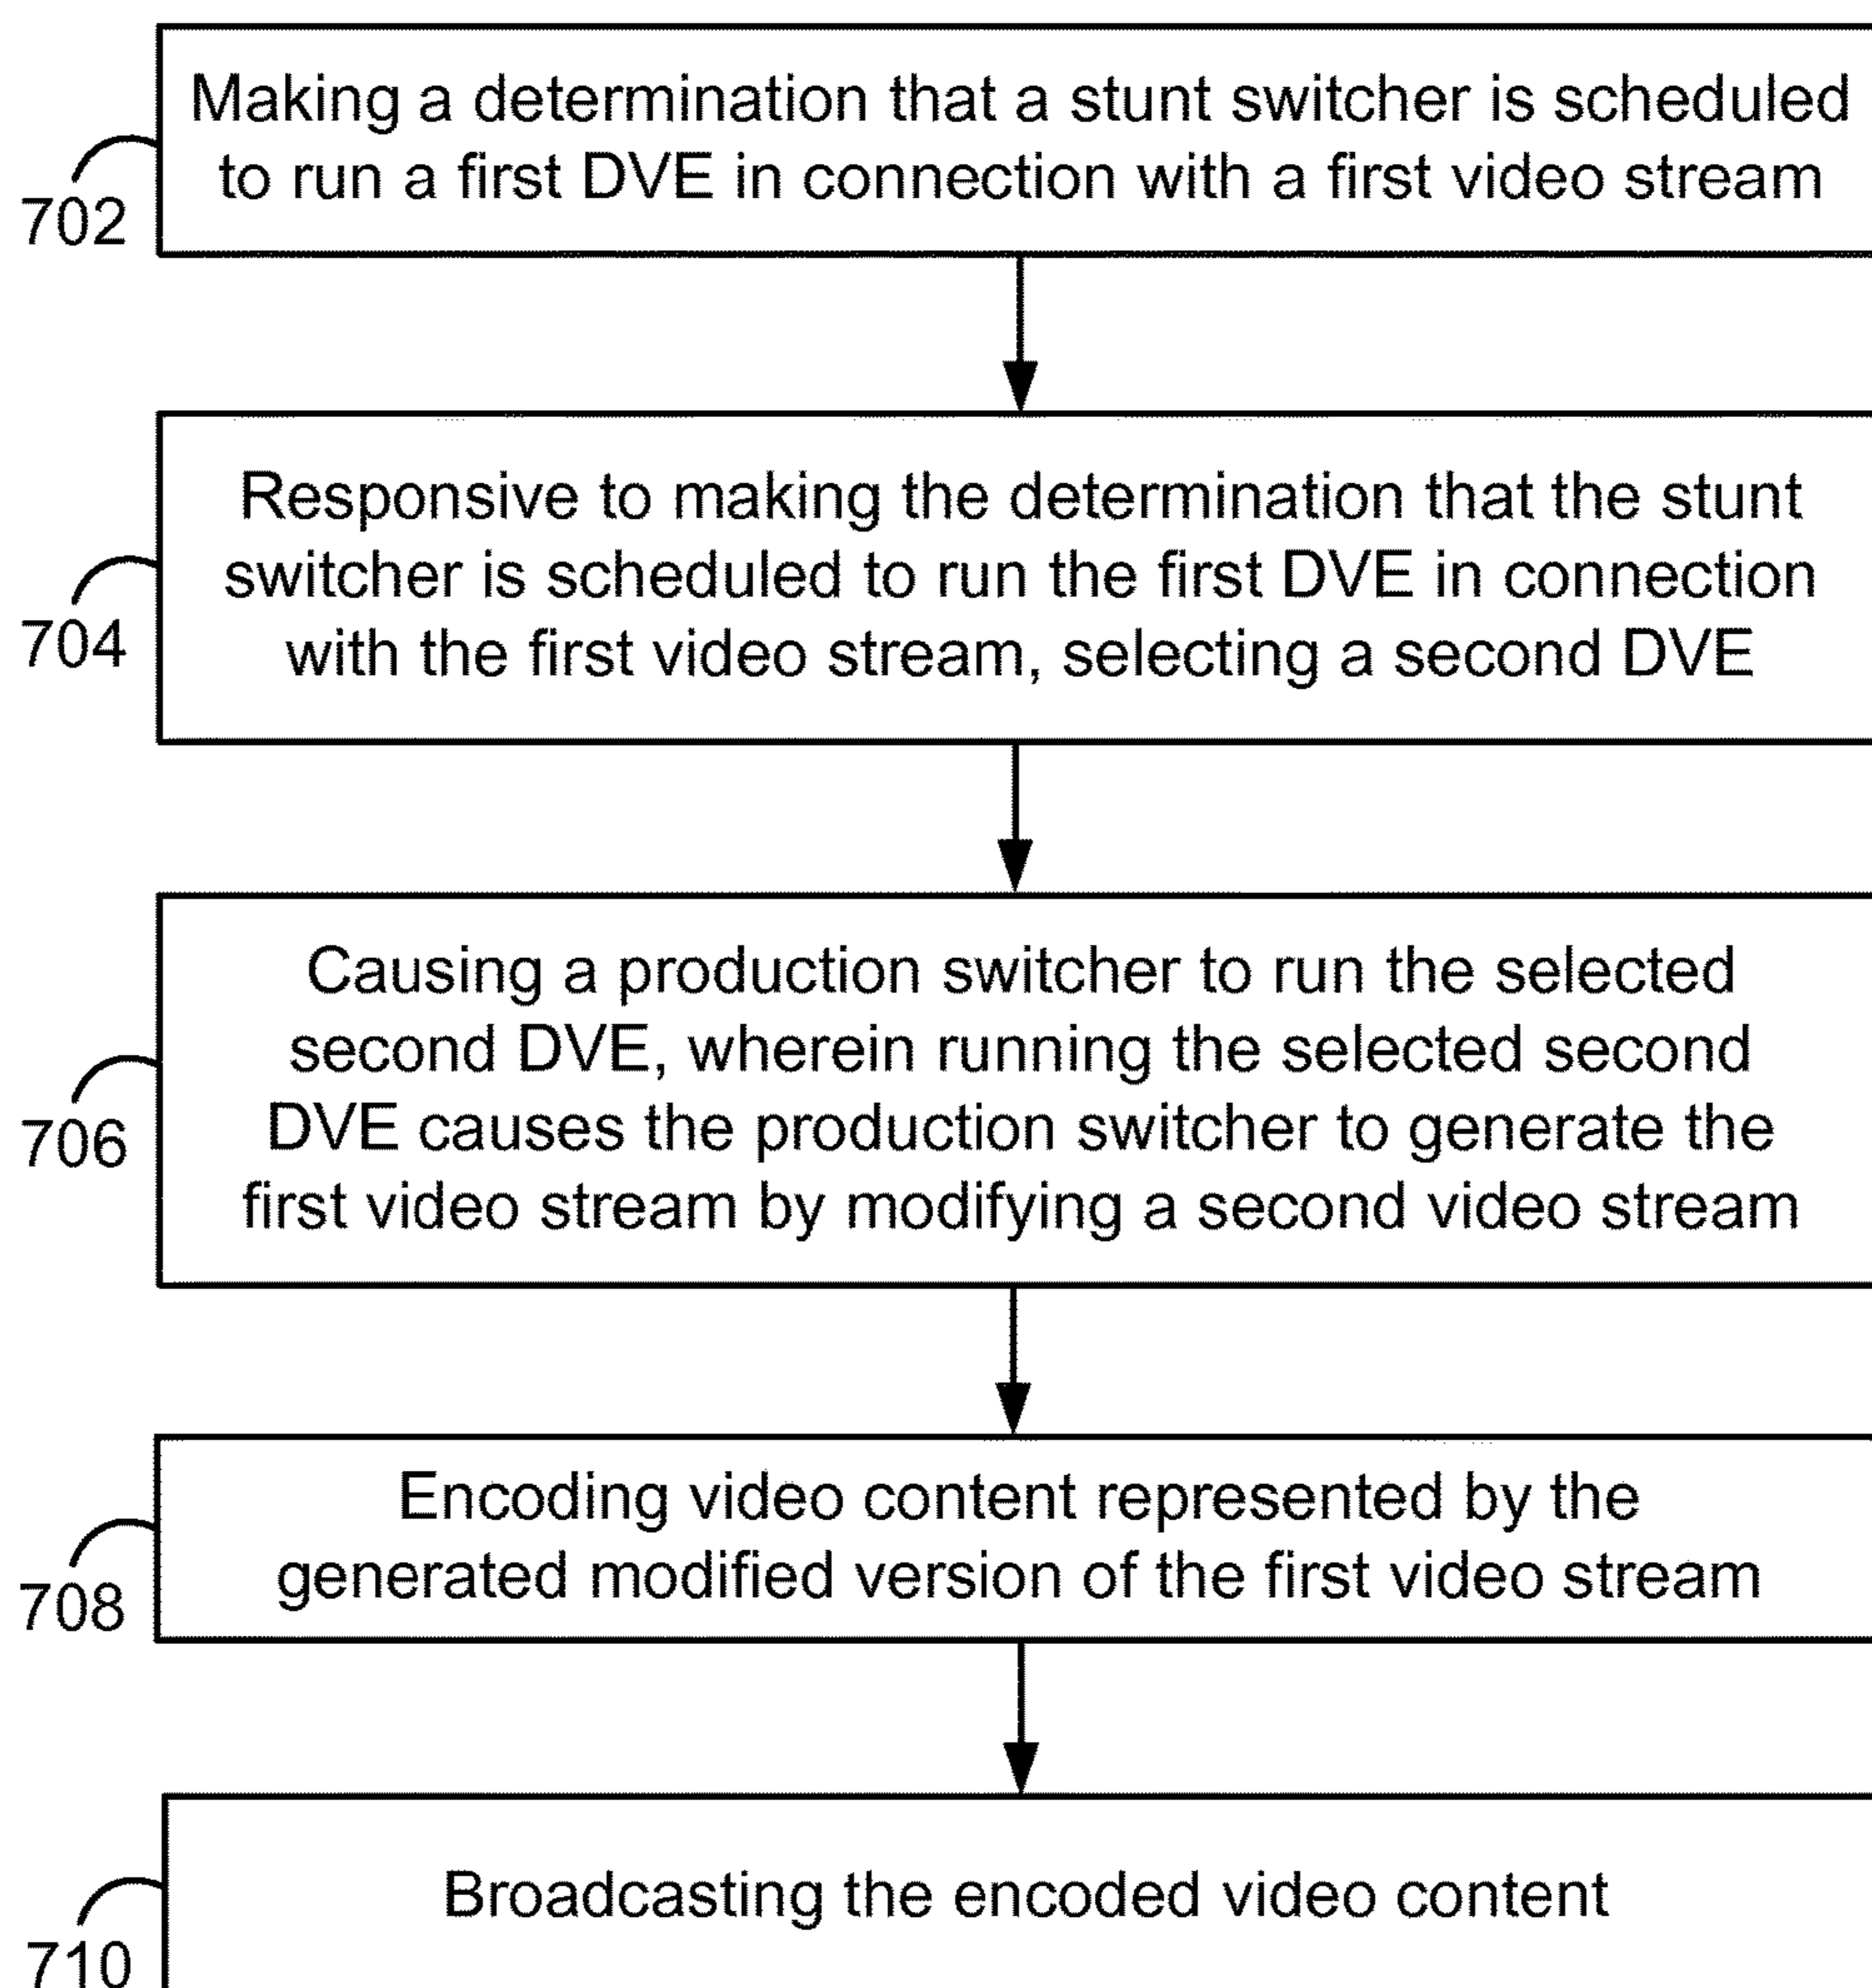 Making a determination that a stunt switcher is scheduled
to run a first DVE in connection with a first video stream
702
Responsive to making the determination that the stunt
switcher is scheduled to run the first DVE in connection
with the first video stream, selecting a second DVE
704
Causing a production switcher to run the selected
second DVE, wherein running the selected second
DVE causes the production switcher to generate the
first video stream by modifying a second video stream
706
Encoding video content represented by the
generated modified version of the first video stream
708
Broadcasting the encoded video content
710